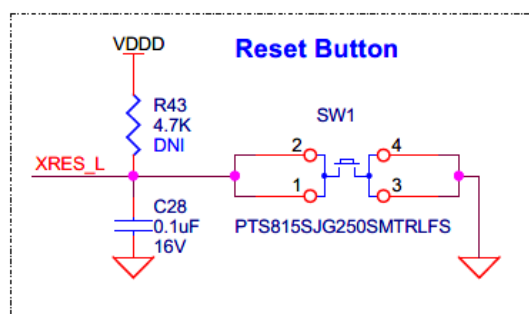 Reset Button
VDDD
R43
4.7K
DNI
SW1
XRES_L
2
4
1
3
C28
0.1uF
16V
PTS815SJG250SMTRLFS